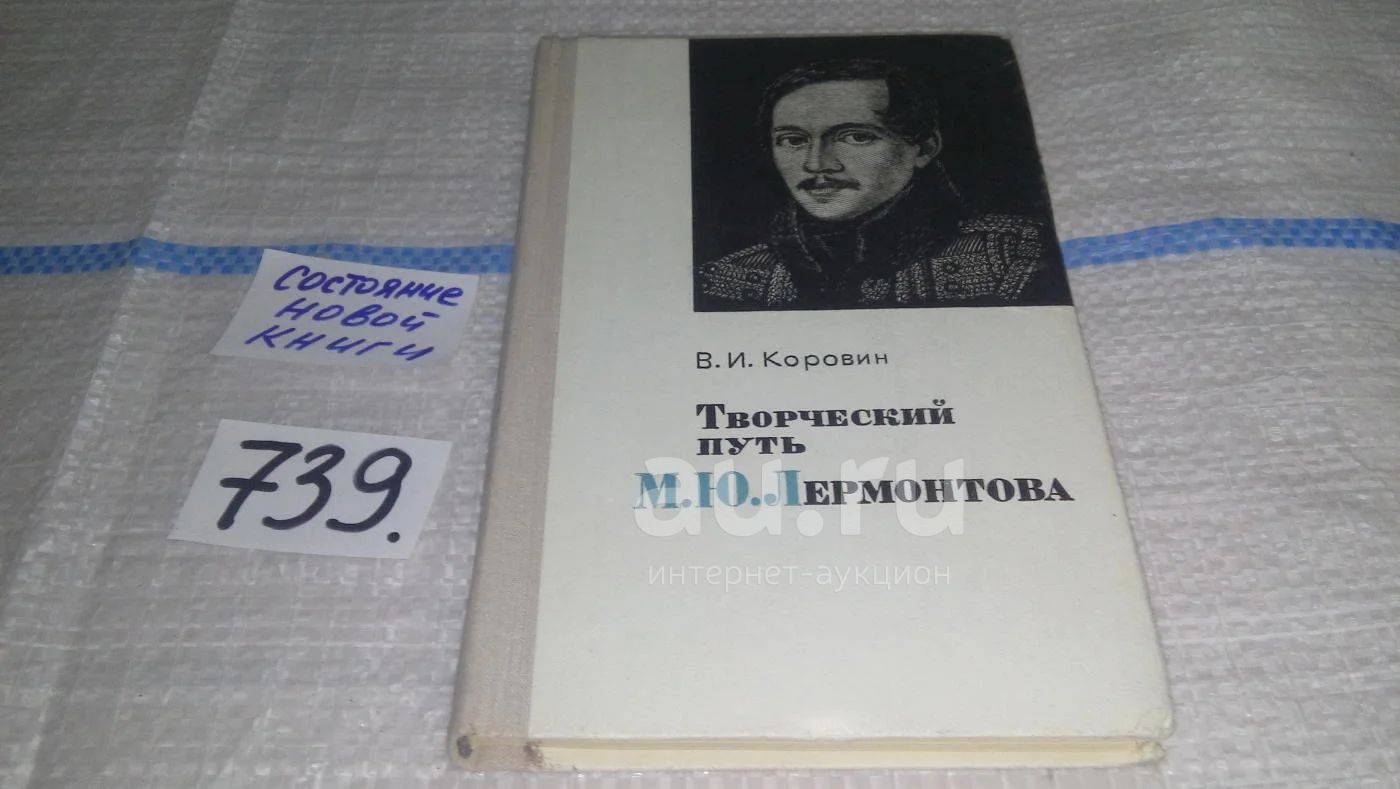 состояние
новой
книги
739.
В. И. Коровин
Творческий
путь
М.Ю.Лермонтова
au.ru
интернет-аукцион